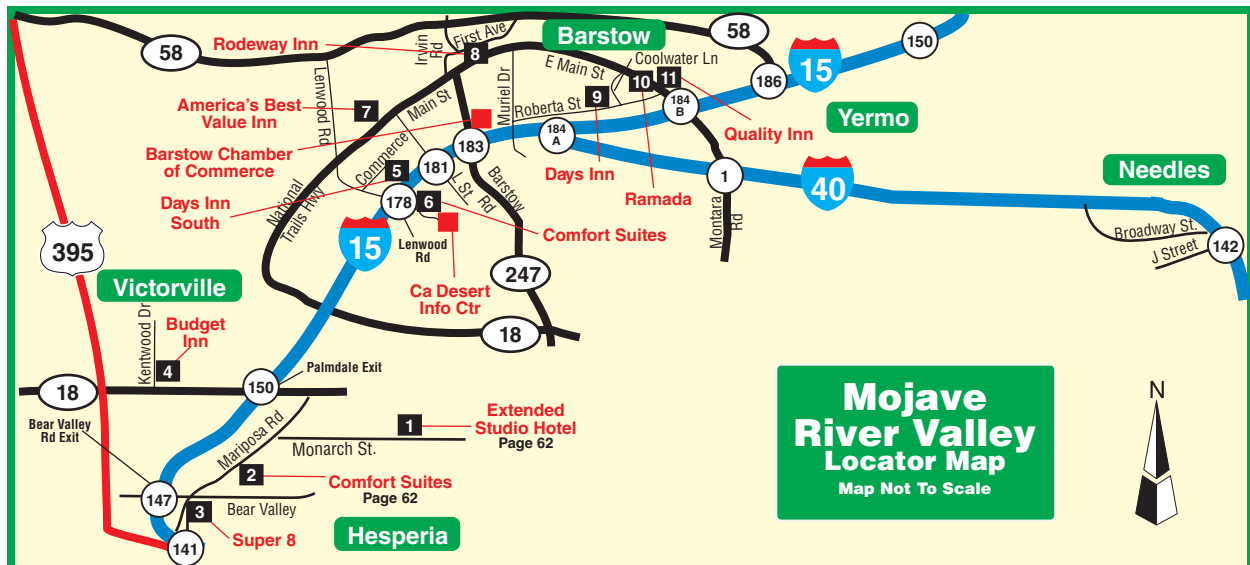 58
Rodeway Inn
Irwin
Rd
First Ave
8
Barstow
58
15
150
Lenwood Rd
America's Best
Value Inn
7
Main St
Muriel Dr
E Main St
Coolwater Ln
10
11
9
Roberta St
186
184
B
184
A
Quality Inn
Yermo
Barstow Chamber
of Commerce
Commerce
183
181
5
Days Inn
South
National
Trails Hwy
178
6
L St.
Barstow
Rd
Days Inn
Ramada
1
Montara
Rd
40
Needles
Broadway St.
J Street
142
Comfort Suites
Lenwood
Rd
15
395
Ca Desert
Info Ctr
247
18
Victorville
Kentwood Dr
Budget
Inn
4
Palmdale Exit
18
150
Bear Valley
Rd Exit
Mariposa Rd
1
Extended
Studio Hotel
Page 62
Monarch St.
2
Comfort Suites
Page 62
147
3
Bear Valley
Super 8
141
Hesperia
Mojave
River Valley
Locator Map
Map Not To Scale
N